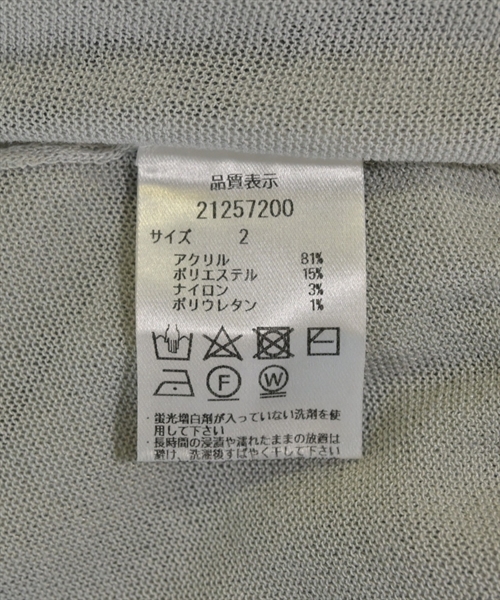 品質表示
21257200
サイズ 2
アクリル 81%
ポリエステル 15%
ナイロン 3%
ポリウレタン 1%
F W
・蛍光増白剤が入っていない洗剤を使
用して下さい
・長時間の浸漬や濡れたままの放置は
避け、洗濯後すばやく干して下さい